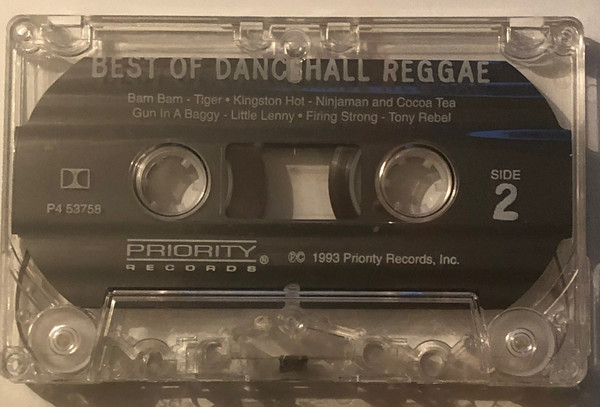 BEST OF DANCEHALL REGGAE
Bam Bam - Tiger • Kingston Hot - Ninjaman and Cocoa Tea
Gun In A Baggy - Little Lenny • Firing Strong - Tony Rebel
P4 53758
SIDE
2
PRIORITY
RECORDS®
℗© 1993 Priority Records, Inc.